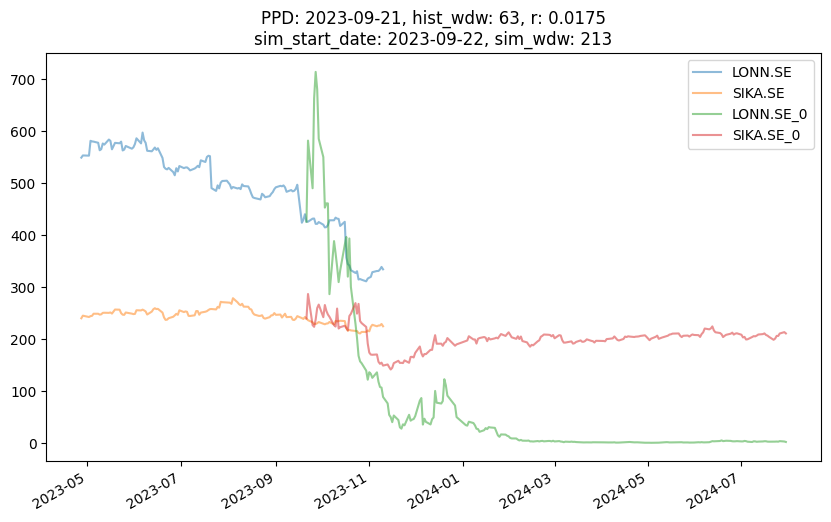 PPD: 2023-09-21, hist_wdw: 63, r: 0.0175
sim_start_date: 2023-09-22, sim_wdw: 213
LONN.SE
SIKA.SE
LONN.SE_0
SIKA.SE_0
700
600
500
400
300
200
100
0
2023-05
2023-07
2023-09
2023-11
2024-01
2024-03
2024-05
2024-07